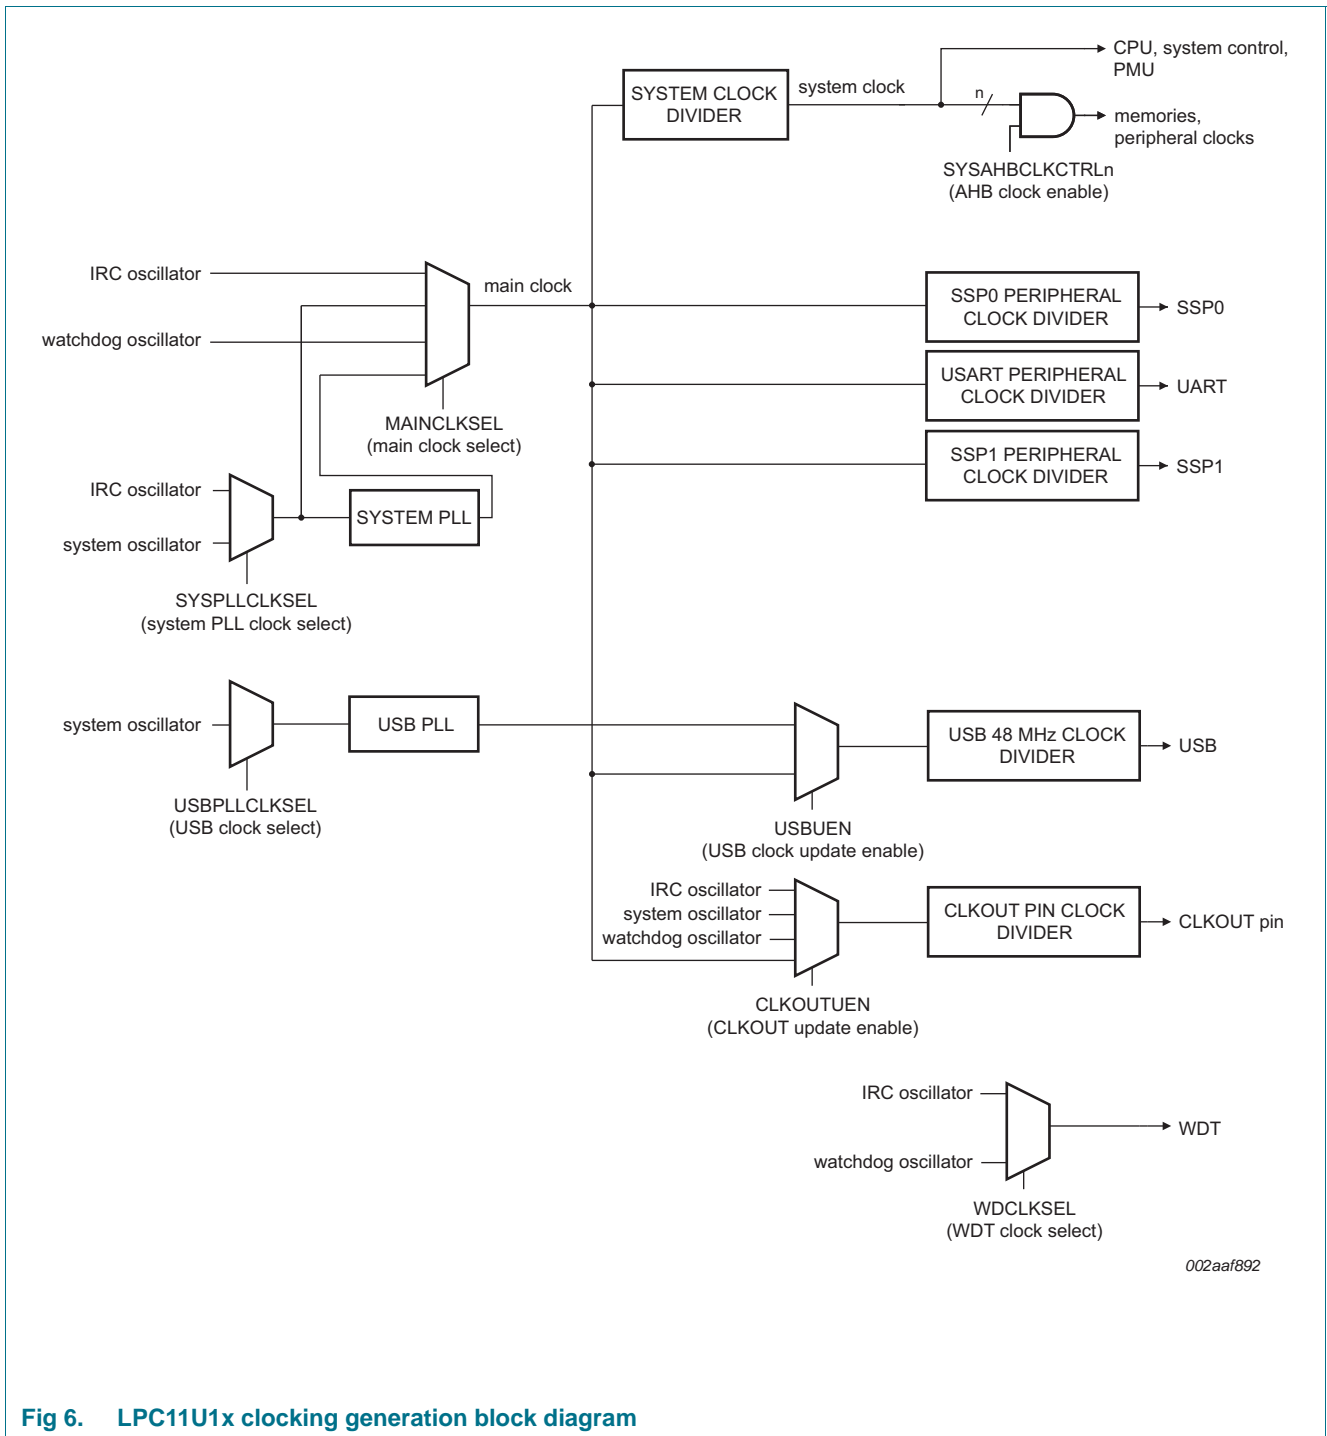 CPU, system control,
PMU
SYSTEM CLOCK
DIVIDER
system clock
n
memories,
peripheral clocks
SYSAHBCLKCTRLn
(AHB clock enable)
IRC oscillator
main clock
watchdog oscillator
MAINCLKSEL
(main clock select)
SSP0 PERIPHERAL
CLOCK DIVIDER
SSP0
USART PERIPHERAL
CLOCK DIVIDER
UART
SSP1 PERIPHERAL
CLOCK DIVIDER
SSP1
IRC oscillator
system oscillator
SYSTEM PLL
SYSPLLCLKSEL
(system PLL clock select)
system oscillator
USB PLL
USBPLLCLKSEL
(USB clock select)
USB 48 MHz CLOCK
DIVIDER
USB
USBUEN
(USB clock update enable)
IRC oscillator
system oscillator
watchdog oscillator
CLKOUT PIN CLOCK
DIVIDER
CLKOUT pin
CLKOUTUEN
(CLKOUT update enable)
IRC oscillator
watchdog oscillator
WDT
WDCLKSEL
(WDT clock select)
002aaf892
Fig 6. LPC11U1x clocking generation block diagram